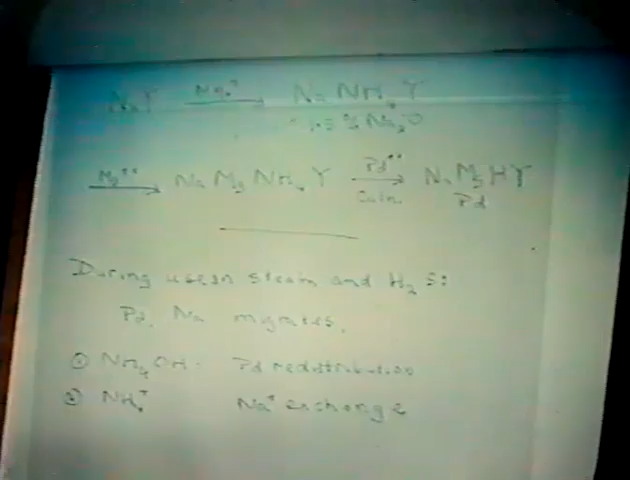 NaY NH₄⁺ → NaNH₄Y
1.5% Na₂O
Mg⁺⁺ → NaMgNH₄Y Pd⁺⁺ → NaMgHY
Calc. Pd
During use in steam and H₂S:
Pd, Na migrates.
① NH₄OH: Pd redistribution
② NH₄⁺ Na⁺ exchange